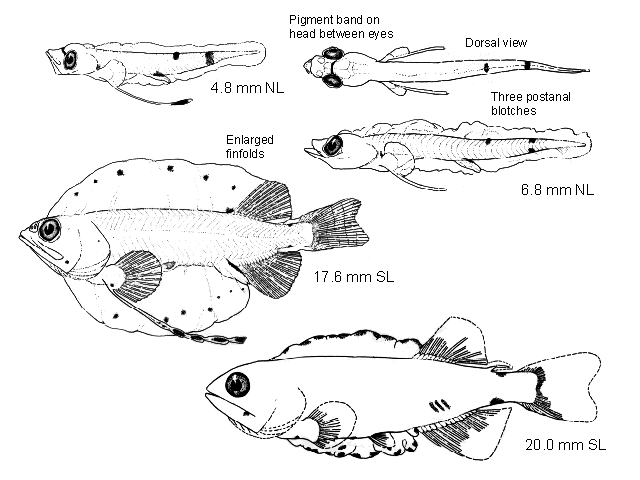 Pigment band on
head between eyes
Dorsal view
4.8 mm NL
Three postanal
blotches
Enlarged
finfolds
6.8 mm NL
17.6 mm SL
20.0 mm SL